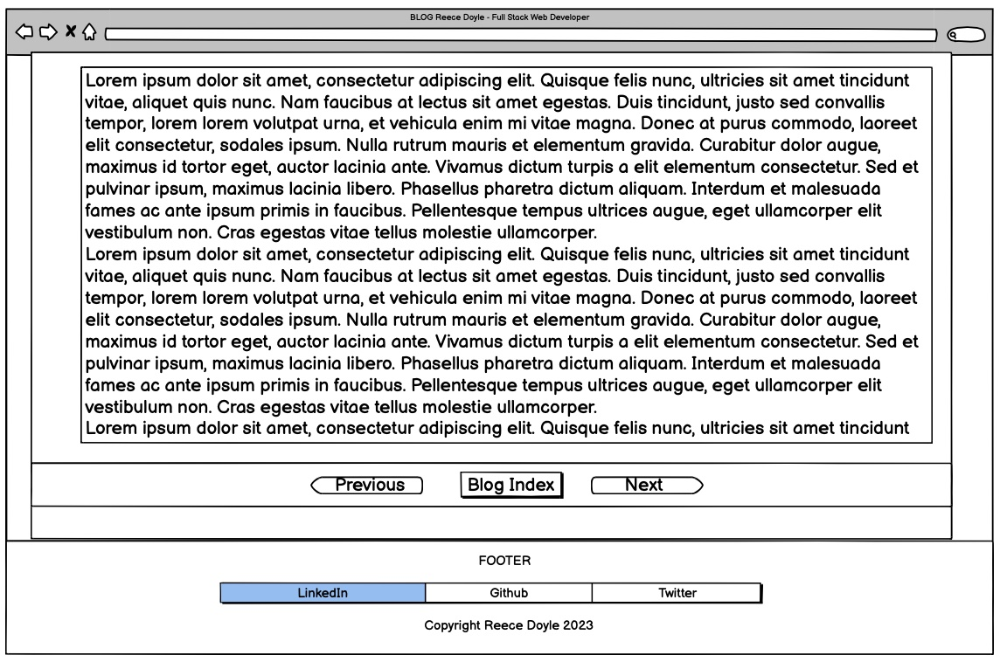 BLOG Reece Doyle - Full Stack Web Developer
Lorem ipsum dolor sit amet, consectetur adipiscing elit. Quisque felis nunc, ultricies sit amet tincidunt
vitae, aliquet quis nunc. Nam faucibus at lectus sit amet egestas. Duis tincidunt, justo sed convallis
tempor, lorem lorem volutpat urna, et vehicula enim mi vitae magna. Donec at purus commodo, laoreet
elit consectetur, sodales ipsum. Nulla rutrum mauris et elementum gravida. Curabitur dolor augue,
maximus id tortor eget, auctor lacinia ante. Vivamus dictum turpis a elit elementum consectetur. Sed et
pulvinar ipsum, maximus lacinia libero. Phasellus pharetra dictum aliquam. Interdum et malesuada
fames ac ante ipsum primis in faucibus. Pellentesque tempus ultrices augue, eget ullamcorper elit
vestibulum non. Cras egestas vitae tellus molestie ullamcorper.
Lorem ipsum dolor sit amet, consectetur adipiscing elit. Quisque felis nunc, ultricies sit amet tincidunt
vitae, aliquet quis nunc. Nam faucibus at lectus sit amet egestas. Duis tincidunt, justo sed convallis
tempor, lorem lorem volutpat urna, et vehicula enim mi vitae magna. Donec at purus commodo, laoreet
elit consectetur, sodales ipsum. Nulla rutrum mauris et elementum gravida. Curabitur dolor augue,
maximus id tortor eget, auctor lacinia ante. Vivamus dictum turpis a elit elementum consectetur. Sed et
pulvinar ipsum, maximus lacinia libero. Phasellus pharetra dictum aliquam. Interdum et malesuada
fames ac ante ipsum primis in faucibus. Pellentesque tempus ultrices augue, eget ullamcorper elit
vestibulum non. Cras egestas vitae tellus molestie ullamcorper.
Lorem ipsum dolor sit amet, consectetur adipiscing elit. Quisque felis nunc, ultricies sit amet tincidunt
Previous Blog Index Next
FOOTER
LinkedIn Github Twitter
Copyright Reece Doyle 2023